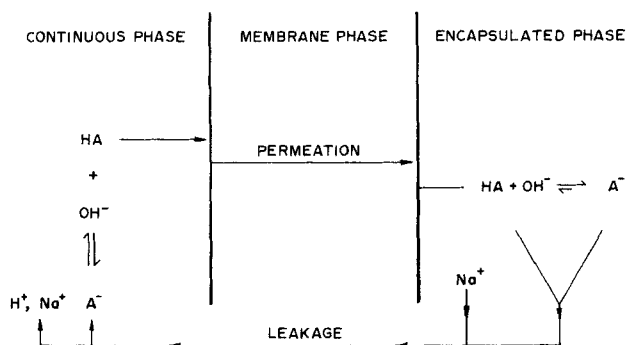 CONTINUOUS PHASE MEMBRANE PHASE ENCAPSULATED PHASE
HA
PERMEATION
+
HA + OH⁻ ⇌ A⁻
OH⁻
⇌
Na⁺
H⁺, Na⁺ A⁻
LEAKAGE